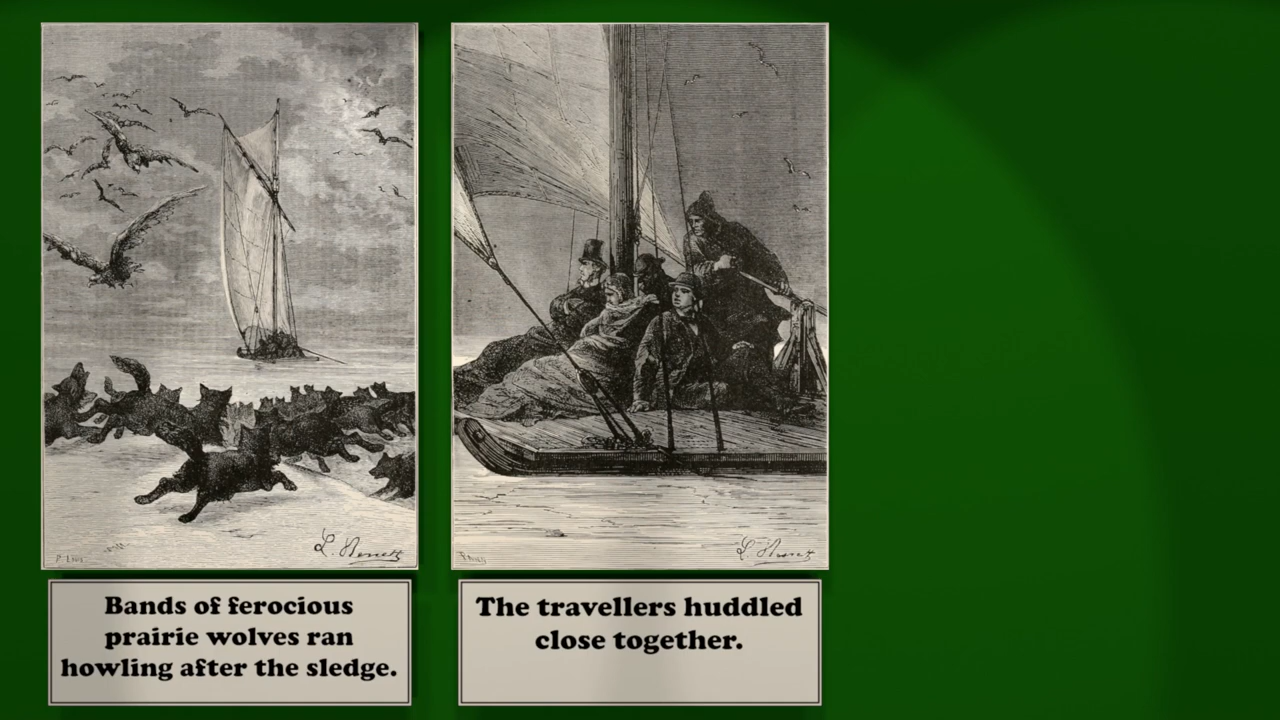 Bands of ferocious
prairie wolves ran
howling after the sledge.
The travellers huddled
close together.